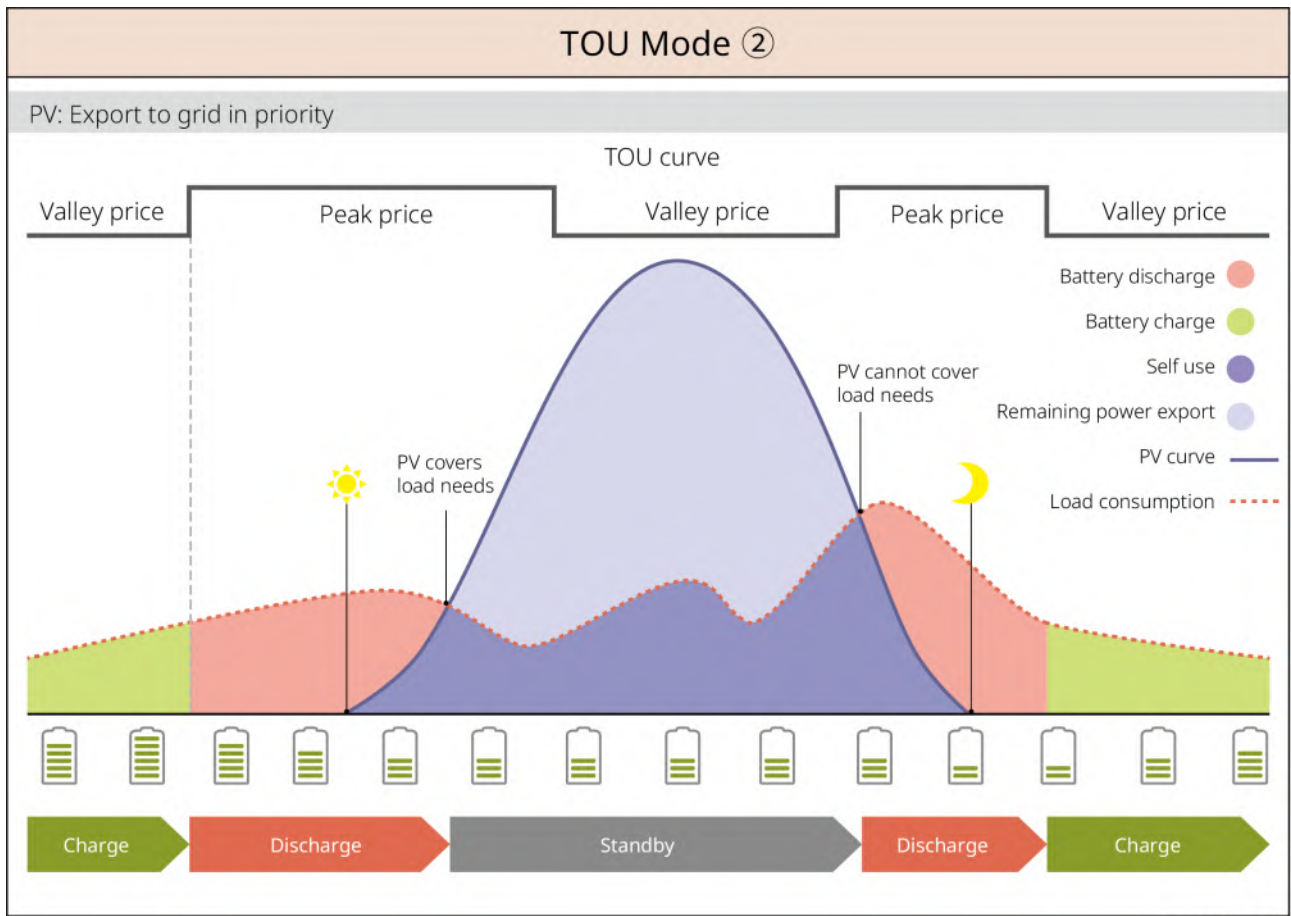 TOU Mode ②
PV: Export to grid in priority
TOU curve
Valley price
Peak price
Valley price
Peak price
Valley price
Battery discharge
Battery charge
Self use
Remaining power export
PV curve
Load consumption
PV covers
load needs
PV cannot cover
load needs
Charge
Discharge
Standby
Discharge
Charge